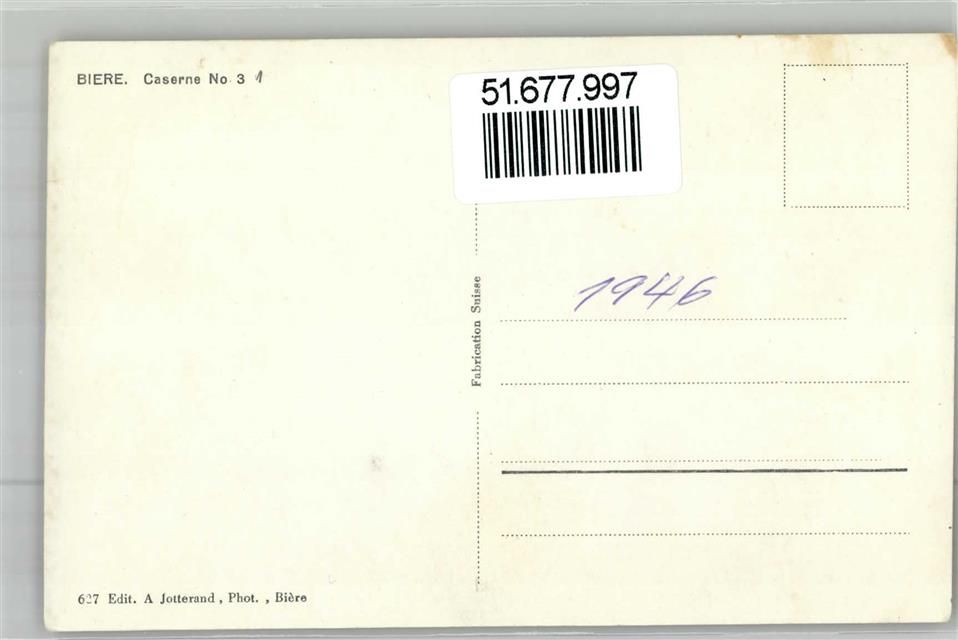 BIERE. Caserne No 3 1
51.677.997
Fabrication Suisse
1946
627 Edit. A Jotterand, Phot., Bière